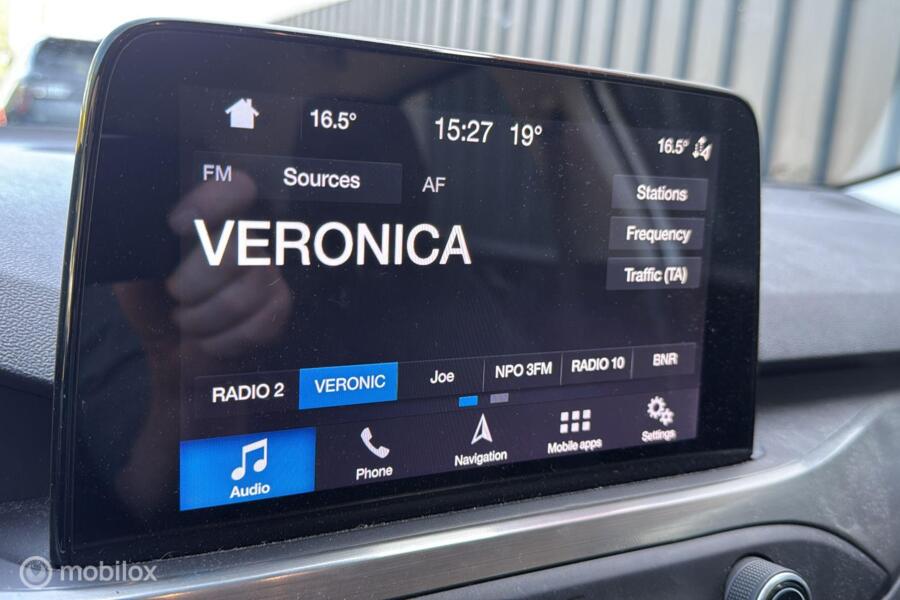 16.5° 15:27 19° 16.5°
FM Sources AF Stations
VERONICA Frequency
Traffic (TA)
RADIO 2 VERONIC Joe NPO 3FM RADIO 10 BNR
Audio Phone Navigation Mobile apps Settings
mobilox